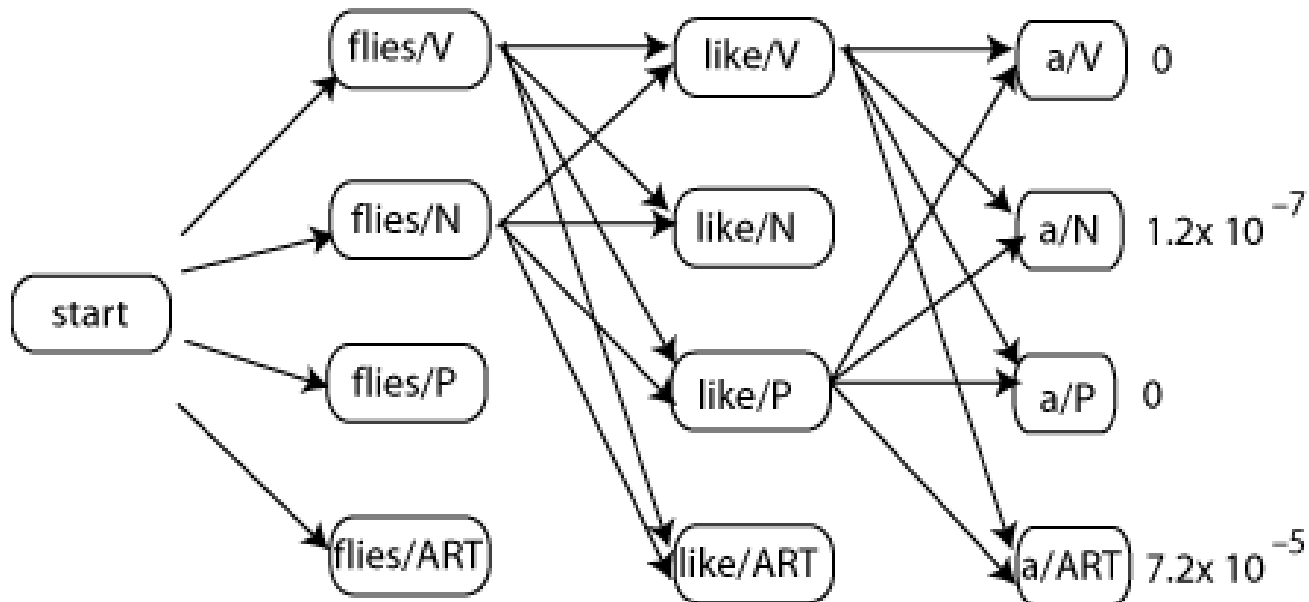 flies/V like/V a/V 0
flies/N like/N a/N 1.2x 10⁻⁷
start
flies/P like/P a/P 0
flies/ART like/ART a/ART 7.2x 10⁻⁵